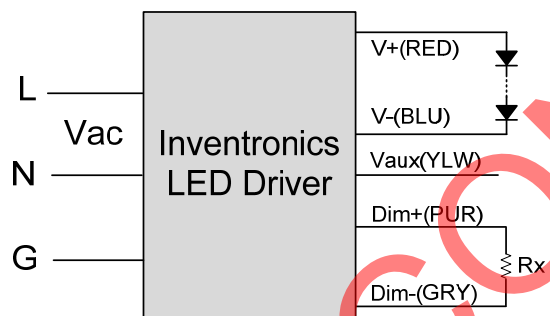 V+(RED)
L
Vac
V-(BLU)
Inventronics
LED Driver
Vaux(YLW)
N
Dim+(PUR)
G
Rx
Dim-(GRY)